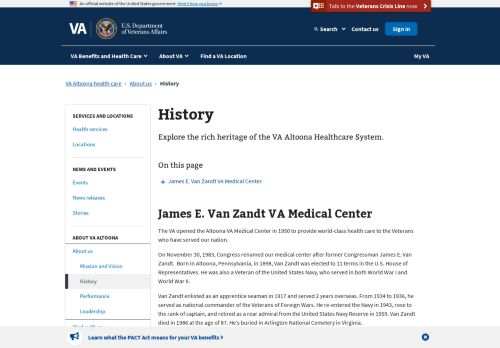 An official website of the United States government Here's how you know
Talk to the Veterans Crisis Line now
VA
U.S. Department
of Veterans Affairs
Search
Contact us
Sign in
VA Benefits and Health Care
About VA
Find a VA Location
My VA
VA Altoona health care › About us › History
SERVICES AND LOCATIONS
Health services
Locations
NEWS AND EVENTS
Events
News releases
Stories
ABOUT VA ALTOONA
About us
Mission and Vision
History
Performance
Leadership
History
Explore the rich heritage of the VA Altoona Healthcare System.
On this page
James E. Van Zandt VA Medical Center
James E. Van Zandt VA Medical Center
The VA opened the Altoona VA Medical Center in 1950 to provide world-class health care to the Veterans
who have served our nation.
On November 30, 1983, Congress renamed our medical center after former Congressman James E. Van
Zandt. Born in Altoona, Pennsylvania, in 1898, Van Zandt was elected to 11 terms in the U.S. House of
Representatives. He was also a Veteran of the United States Navy, who served in both World War I and
World War II.
Van Zandt enlisted as an apprentice seaman in 1917 and served 2 years overseas. From 1934 to 1936, he
served as national commander of the Veterans of Foreign Wars. He re-entered the Navy in 1943, rose to
the rank of captain, and retired as a rear admiral from the United States Navy Reserve in 1959. Van Zandt
died in 1986 at the age of 87. He's buried in Arlington National Cemetery in Virginia.
Learn what the PACT Act means for your VA benefits